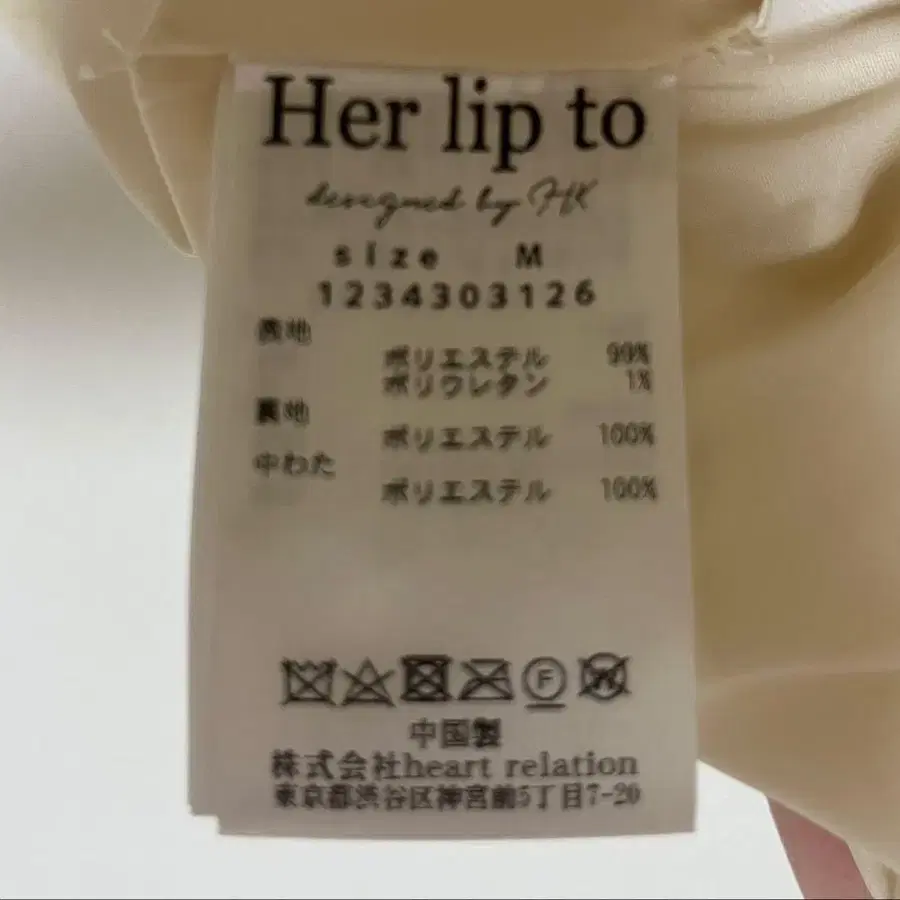 Her lip to
designed by HK
size M
1234303126
表地
ポリエステル 99%
ポリウレタン 1%
裏地
ポリエステル 100%
中わた
ポリエステル 100%
F
中国製
株式会社heart relation
東京都渋谷区神宮前5丁目7-20